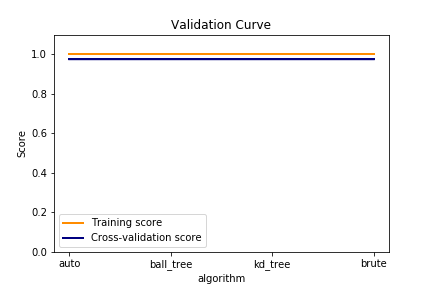 Validation Curve
1.0
0.8
0.6
0.4
0.2
0.0
Score
Training score
Cross-validation score
auto ball_tree kd_tree brute
algorithm